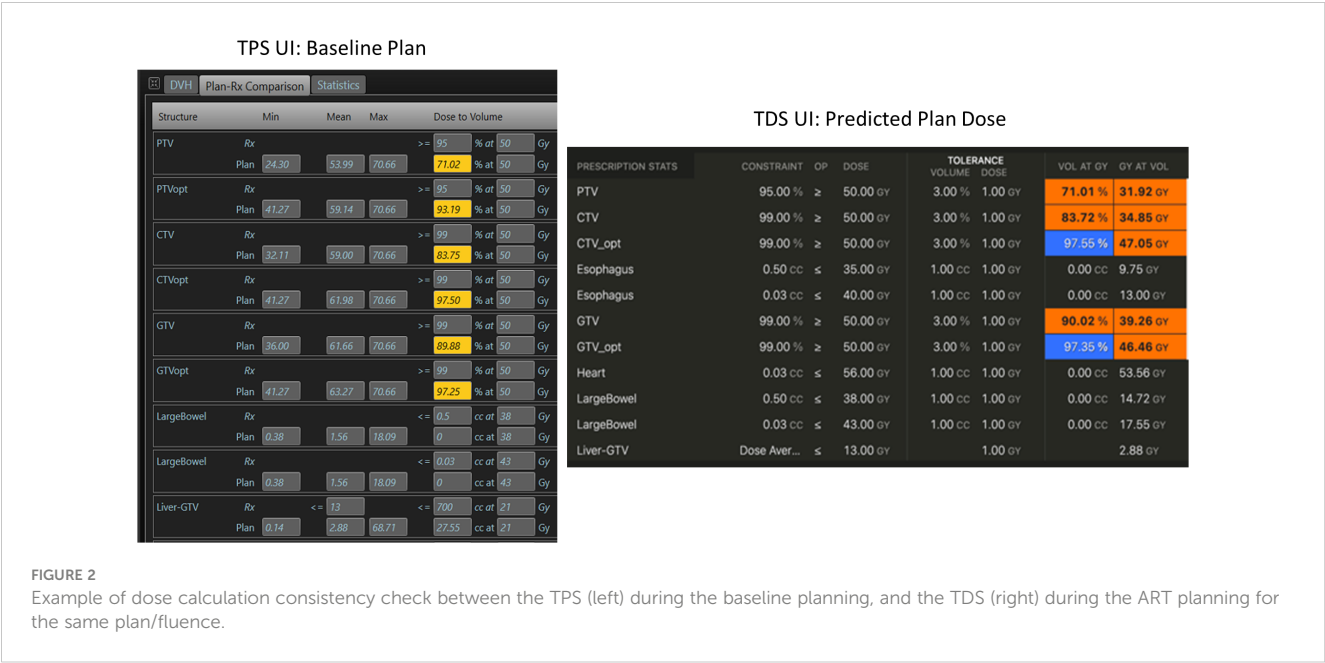 TPS UI: Baseline Plan
DVH Plan-Rx Comparison Statistics
Structure Min Mean Max Dose to Volume
PTV Rx >= 95 % at 50 Gy
Plan 24.30 53.99 70.66 71.02 % at 50 Gy
PTVopt Rx >= 95 % at 50 Gy
Plan 41.27 59.14 70.66 93.19 % at 50 Gy
CTV Rx >= 99 % at 50 Gy
Plan 32.11 59.00 70.66 83.75 % at 50 Gy
CTVopt Rx >= 99 % at 50 Gy
Plan 41.27 61.98 70.66 97.50 % at 50 Gy
GTV Rx >= 99 % at 50 Gy
Plan 36.00 61.66 70.66 89.88 % at 50 Gy
GTVopt Rx >= 99 % at 50 Gy
Plan 41.27 63.27 70.66 97.25 % at 50 Gy
LargeBowel Rx <= 0.5 cc at 38 Gy
Plan 0.38 1.56 18.09 0 cc at 38 Gy
LargeBowel Rx <= 0.03 cc at 43 Gy
Plan 0.38 1.56 18.09 0 cc at 43 Gy
Liver-GTV Rx <= 13 <= 700 cc at 21 Gy
Plan 0.14 2.88 68.71 27.55 cc at 21 Gy
TDS UI: Predicted Plan Dose
TOLERANCE
PRESCRIPTION STATS CONSTRAINT OP DOSE VOLUME DOSE VOL AT GY GY AT VOL
PTV 95.00 % ≥ 50.00 GY 3.00 % 1.00 GY 71.01 % 31.92 GY
CTV 99.00 % ≥ 50.00 GY 3.00 % 1.00 GY 83.72 % 34.85 GY
CTV_opt 99.00 % ≥ 50.00 GY 3.00 % 1.00 GY 97.55 % 47.05 GY
Esophagus 0.50 CC ≤ 35.00 GY 1.00 CC 1.00 GY 0.00 CC 9.75 GY
Esophagus 0.03 CC ≤ 40.00 GY 1.00 CC 1.00 GY 0.00 CC 13.00 GY
GTV 99.00 % ≥ 50.00 GY 3.00 % 1.00 GY 90.02 % 39.26 GY
GTV_opt 99.00 % ≥ 50.00 GY 3.00 % 1.00 GY 97.35 % 46.46 GY
Heart 0.03 CC ≤ 56.00 GY 1.00 CC 1.00 GY 0.00 CC 53.56 GY
LargeBowel 0.50 CC ≤ 38.00 GY 1.00 CC 1.00 GY 0.00 CC 14.72 GY
LargeBowel 0.03 CC ≤ 43.00 GY 1.00 CC 1.00 GY 0.00 CC 17.55 GY
Liver-GTV Dose Aver... ≤ 13.00 GY 1.00 GY 2.88 GY
FIGURE 2
Example of dose calculation consistency check between the TPS (left) during the baseline planning, and the TDS (right) during the ART planning for
the same plan/fluence.